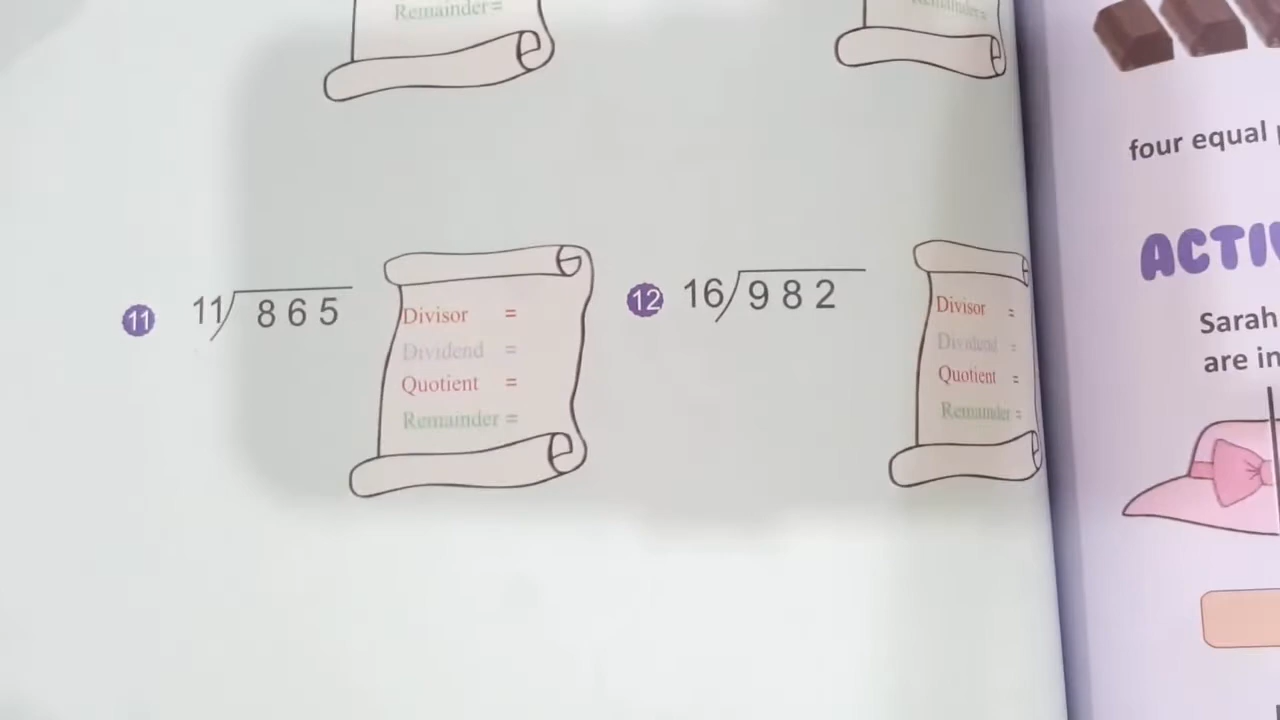 Remainder=
Remainder=
11 11 865
Divisor =
Dividend =
Quotient =
Remainder =
12 16 982
Divisor =
Dividend =
Quotient =
Remainder =
four equal
ACTI
Sarah
are in